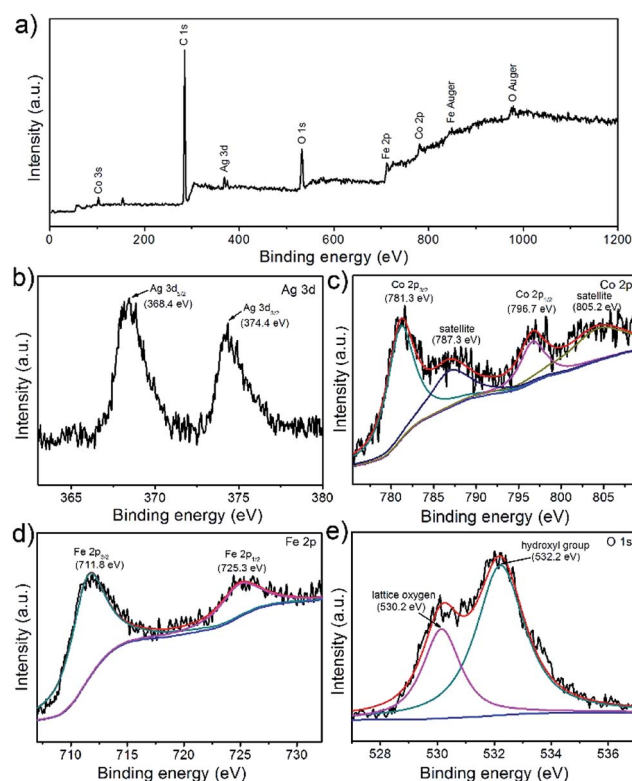 a)
C 1s
Co 3s
Ag 3d
O 1s
Fe 2p
Co 2p
Fe Auger
O Auger
Intensity (a.u.)
0 200 400 600 800 1000 1200
Binding energy (eV)
b)
Ag 3d
Ag 3d5/2
(368.4 eV)
Ag 3d3/2
(374.4 eV)
Intensity (a.u.)
365 370 375 380
Binding energy (eV)
c)
Co 2p
Co 2p3/2
(781.3 eV)
satellite
(787.3 eV)
Co 2p1/2
(796.7 eV)
satellite
(805.2 eV)
Intensity (a.u.)
780 785 790 795 800 805
Binding energy (eV)
d)
Fe 2p
Fe 2p3/2
(711.8 eV)
Fe 2p1/2
(725.3 eV)
Intensity (a.u.)
710 715 720 725 730
Binding energy (eV)
e)
O 1s
hydroxyl group
(532.2 eV)
lattice oxygen
(530.2 eV)
Intensity (a.u.)
528 530 532 534 536
Binding energy (eV)